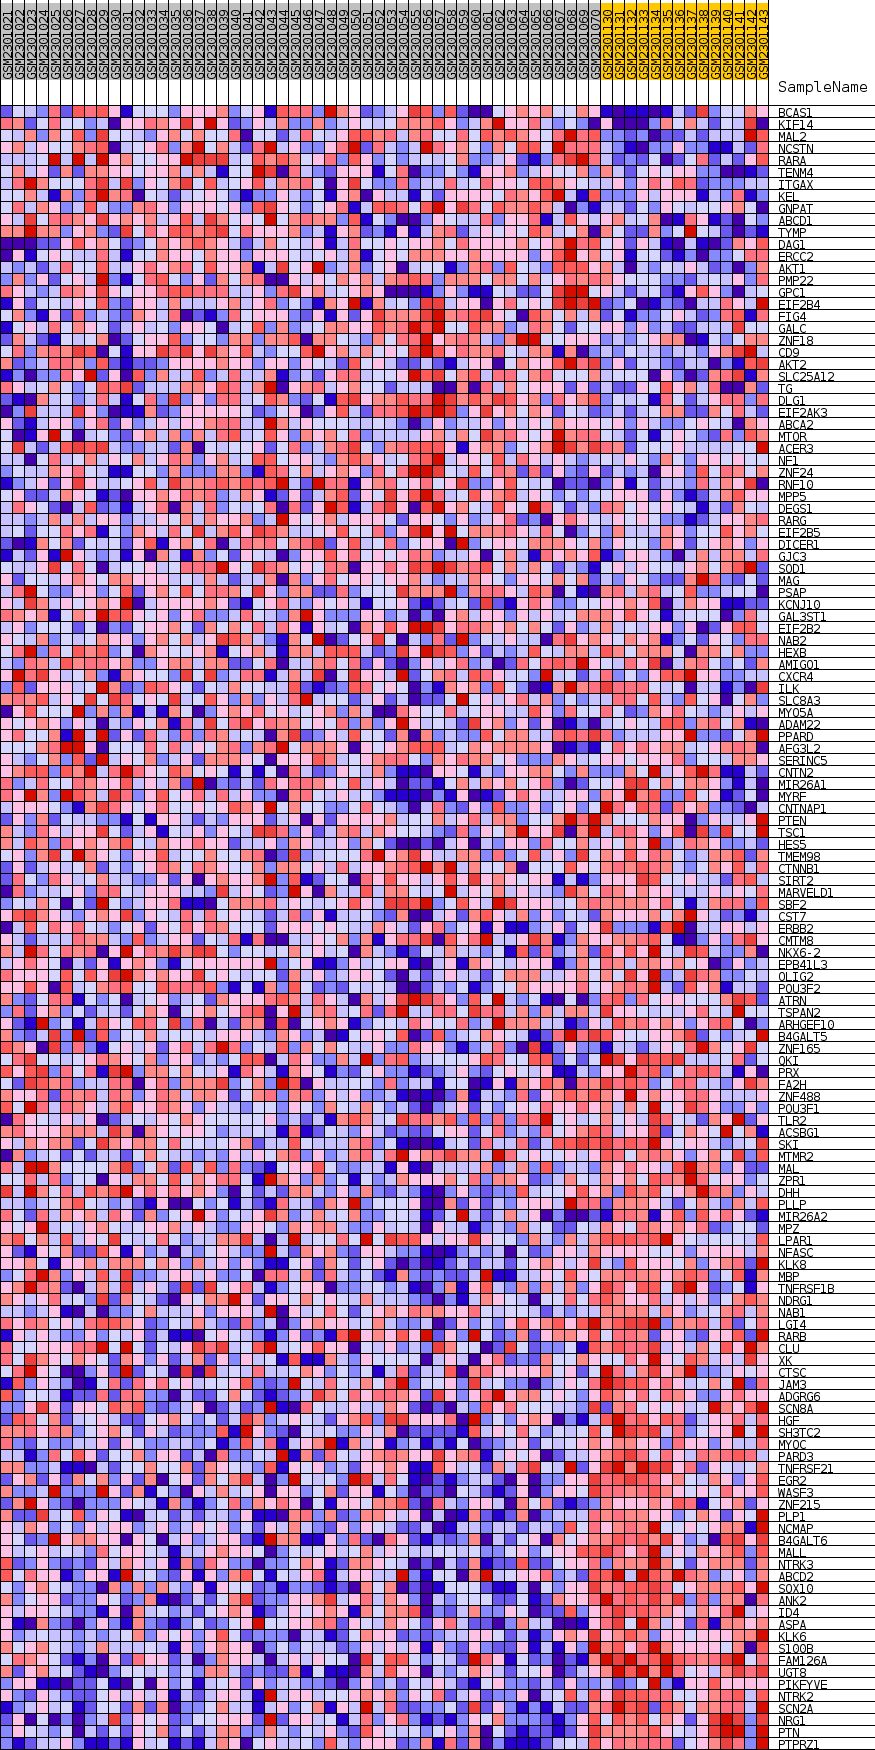 GSM2301021
GSM2301022
GSM2301023
GSM2301024
GSM2301025
GSM2301026
GSM2301027
GSM2301028
GSM2301029
GSM2301030
GSM2301031
GSM2301032
GSM2301033
GSM2301034
GSM2301035
GSM2301036
GSM2301037
GSM2301038
GSM2301039
GSM2301040
GSM2301041
GSM2301042
GSM2301043
GSM2301044
GSM2301045
GSM2301046
GSM2301047
GSM2301048
GSM2301049
GSM2301050
GSM2301051
GSM2301052
GSM2301053
GSM2301054
GSM2301055
GSM2301056
GSM2301057
GSM2301058
GSM2301059
GSM2301060
GSM2301061
GSM2301062
GSM2301063
GSM2301064
GSM2301065
GSM2301066
GSM2301067
GSM2301068
GSM2301069
GSM2301070
GSM2301130
GSM2301131
GSM2301132
GSM2301133
GSM2301134
GSM2301135
GSM2301136
GSM2301137
GSM2301138
GSM2301139
GSM2301140
GSM2301141
GSM2301142
GSM2301143
SampleName
BCAS1
KIF14
MAL2
NCSTN
RARA
TENM4
ITGAX
KEL
GNPAT
ABCD1
TYMP
DAG1
ERCC2
AKT1
PMP22
GPC1
EIF2B4
FIG4
GALC
ZNF18
CD9
AKT2
SLC25A12
TG
DLG1
EIF2AK3
ABCA2
MTOR
ACER3
NF1
ZNF24
RNF10
MPP5
DEGS1
RARG
EIF2B5
DICER1
GJC3
SOD1
MAG
PSAP
KCNJ10
GAL3ST1
EIF2B2
NAB2
HEXB
AMIGO1
CXCR4
ILK
SLC8A3
MYO5A
ADAM22
PPARD
AFG3L2
SERINC5
CNTN2
MIR26A1
MYRF
CNTNAP1
PTEN
TSC1
HES5
TMEM98
CTNNB1
SIRT2
MARVELD1
SBF2
CST7
ERBB2
CMTM8
NKX6-2
EPB41L3
OLIG2
POU3F2
ATRN
TSPAN2
ARHGEF10
B4GALT5
ZNF165
QKI
PRX
FA2H
ZNF488
POU3F1
TLR2
ACSBG1
SKI
MTMR2
MAL
ZPR1
DHH
PLLP
MIR26A2
MPZ
LPAR1
NFASC
KLK8
MBP
TNFRSF1B
NDRG1
NAB1
LGI4
RARB
CLU
XK
CTSC
JAM3
ADGRG6
SCN8A
HGF
SH3TC2
MYOC
PARD3
TNFRSF21
EGR2
WASF3
ZNF215
PLP1
NCMAP
B4GALT6
MALL
NTRK3
ABCD2
SOX10
ANK2
ID4
ASPA
KLK6
S100B
FAM126A
UGT8
PIKFYVE
NTRK2
SCN2A
NRG1
PTN
PTPRZ1